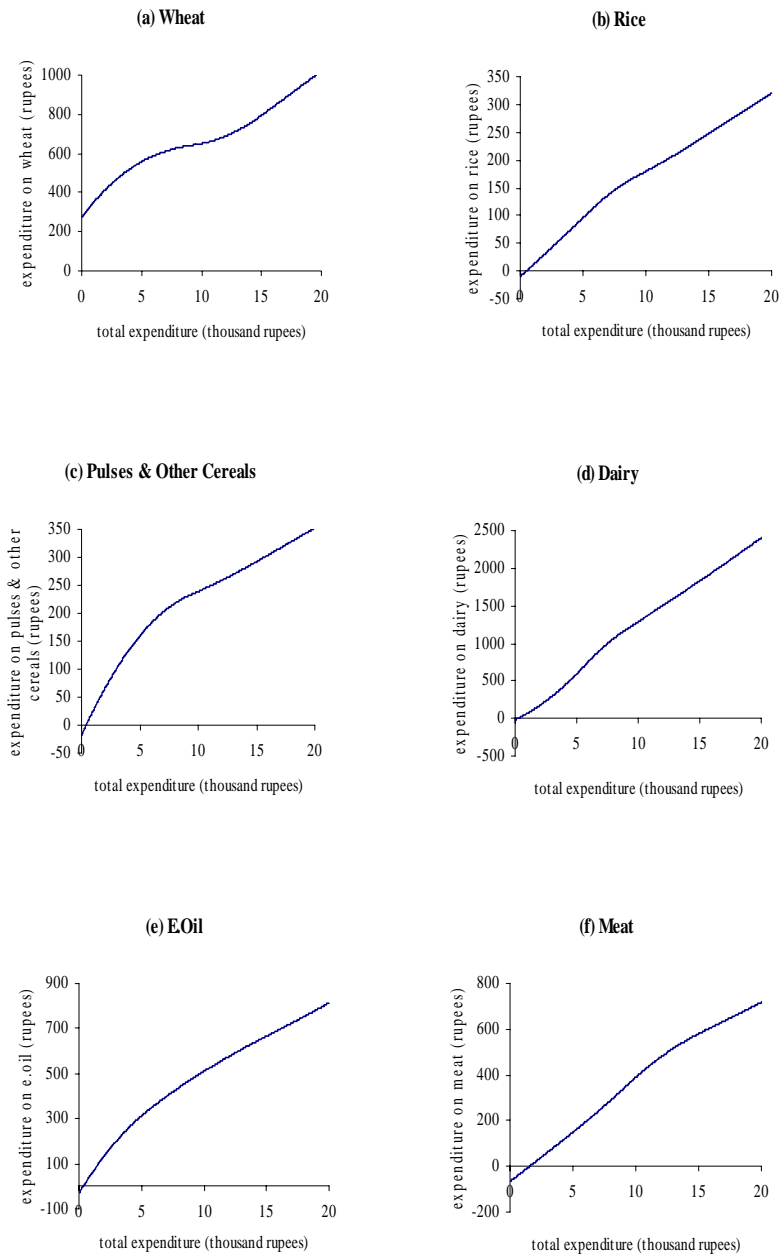 (a) Wheat
expenditure on wheat (rupees)
1000
800
600
400
200
0
0 5 10 15 20
total expenditure (thousand rupees)
(b) Rice
expenditure on rice (rupees)
350
300
250
200
150
100
50
0
-50
0 5 10 15 20
total expenditure (thousand rupees)
(c) Pulses & Other Cereals
expenditure on pulses & other
cereals (rupees)
350
300
250
200
150
100
50
0
-50
0 5 10 15 20
total expenditure (thousand rupees)
(d) Dairy
expenditure on dairy (rupees)
2500
2000
1500
1000
500
0
-500
0 5 10 15 20
total expenditure (thousand rupees)
(e) E.Oil
expenditure on e.oil (rupees)
900
700
500
300
100
-100
0 5 10 15 20
total expenditure (thousand rupees)
(f) Meat
expenditure on meat (rupees)
800
600
400
200
0
-200
0 5 10 15 20
total expenditure (thousand rupees)